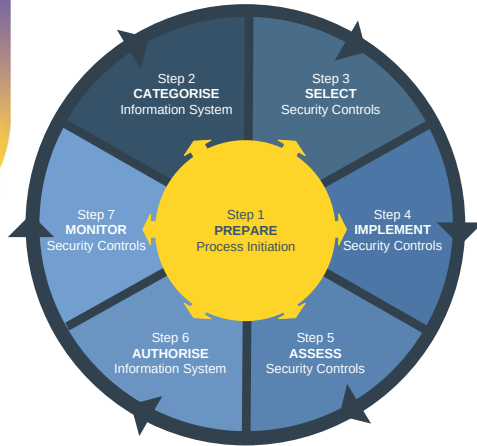 Step 2
CATEGORISE
Information System
Step 3
SELECT
Security Controls
Step 7
MONITOR
Security Controls
Step 1
PREPARE
Process Initiation
Step 4
IMPLEMENT
Security Controls
Step 6
AUTHORISE
Information System
Step 5
ASSESS
Security Controls